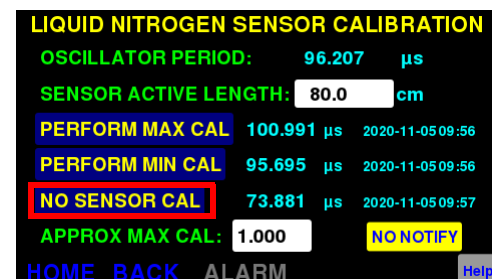 LIQUID NITROGEN SENSOR CALIBRATION
OSCILLATOR PERIOD: 96.207 µs
SENSOR ACTIVE LENGTH: 80.0 cm
PERFORM MAX CAL 100.991 µs 2020-11-05 09:56
PERFORM MIN CAL 95.695 µs 2020-11-05 09:56
NO SENSOR CAL 73.881 µs 2020-11-05 09:57
APPROX MAX CAL: 1.000 NO NOTIFY
HOME BACK ALARM Help